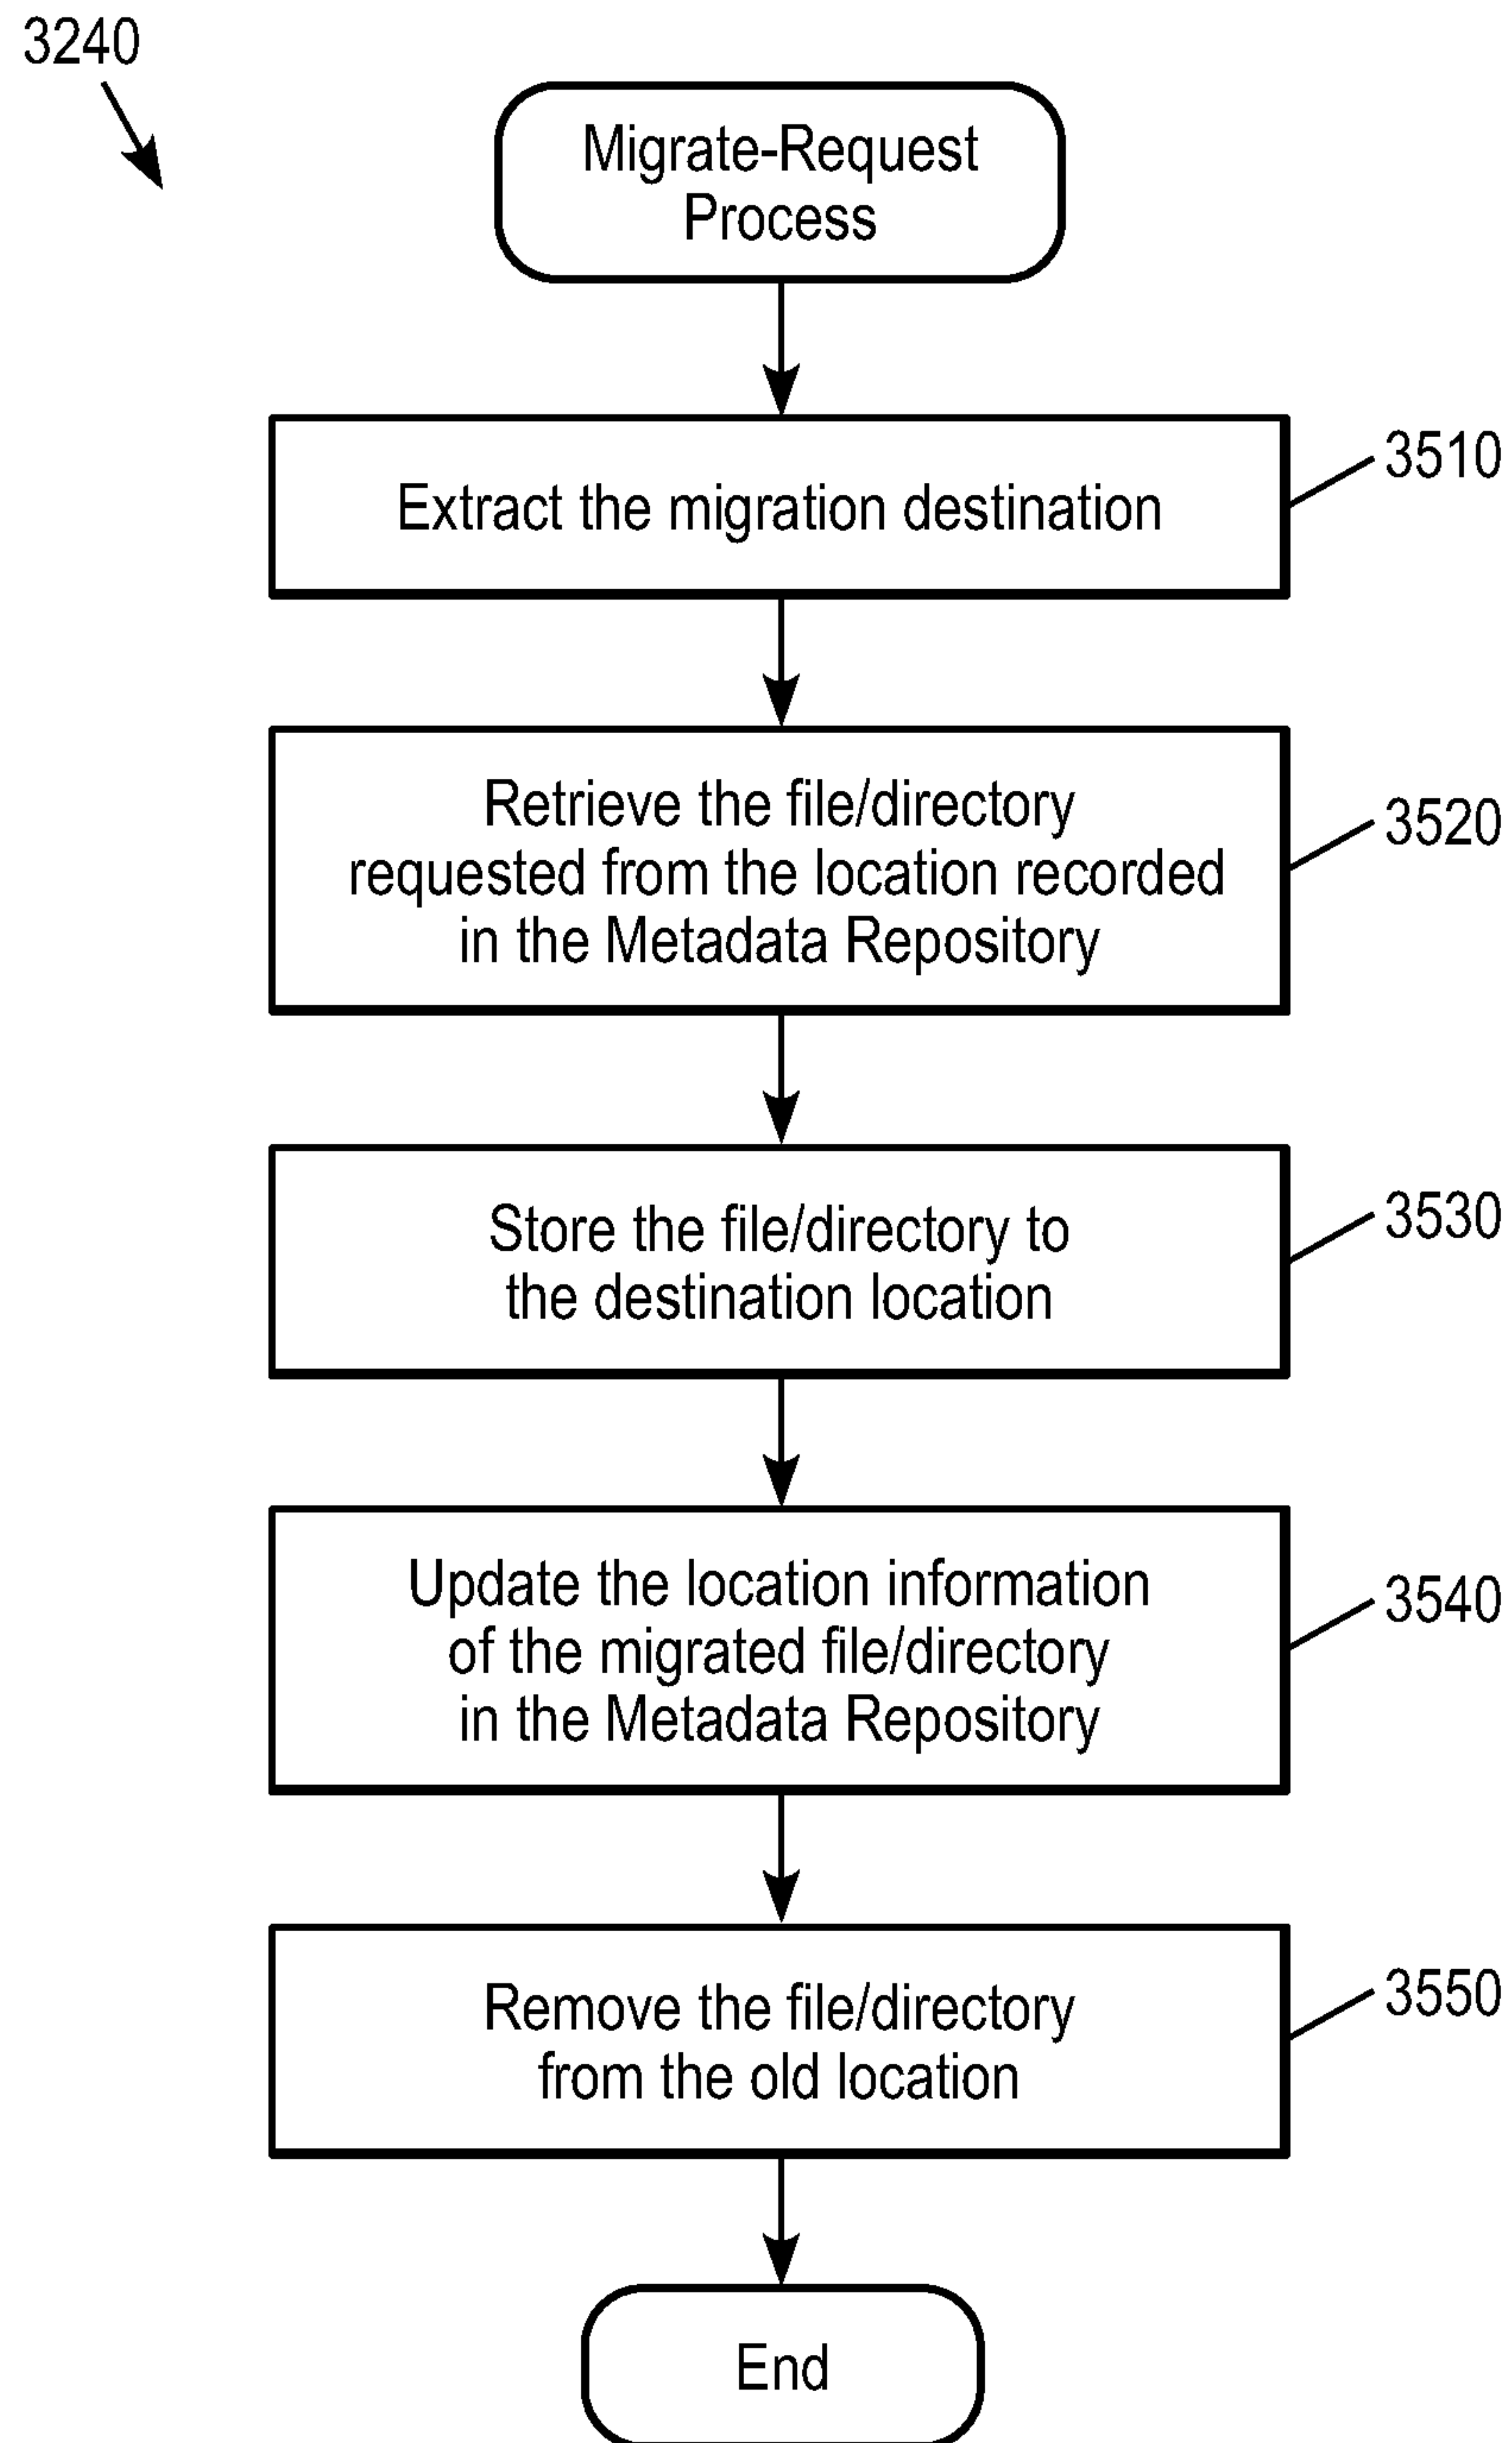 3240
Migrate-Request
Process
Extract the migration destination
3510
Retrieve the file/directory
requested from the location recorded
in the Metadata Repository
3520
Store the file/directory to
the destination location
3530
Update the location information
of the migrated file/directory
in the Metadata Repository
3540
Remove the file/directory
from the old location
3550
End